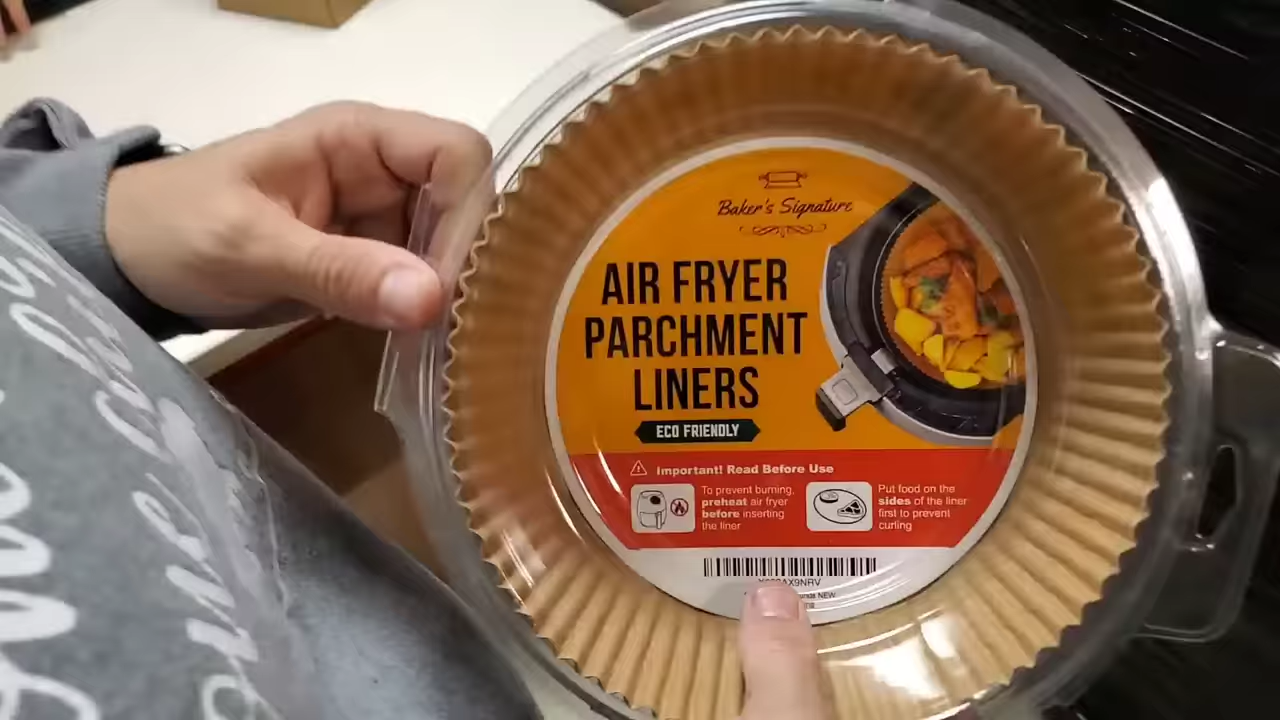 Baker's Signature
AIR FRYER
PARCHMENT
LINERS
ECO FRIENDLY
Important! Read Before Use
To prevent burning,
preheat air fryer
before inserting
the liner
Put food on the
sides of the liner
first to prevent
curling
NEW